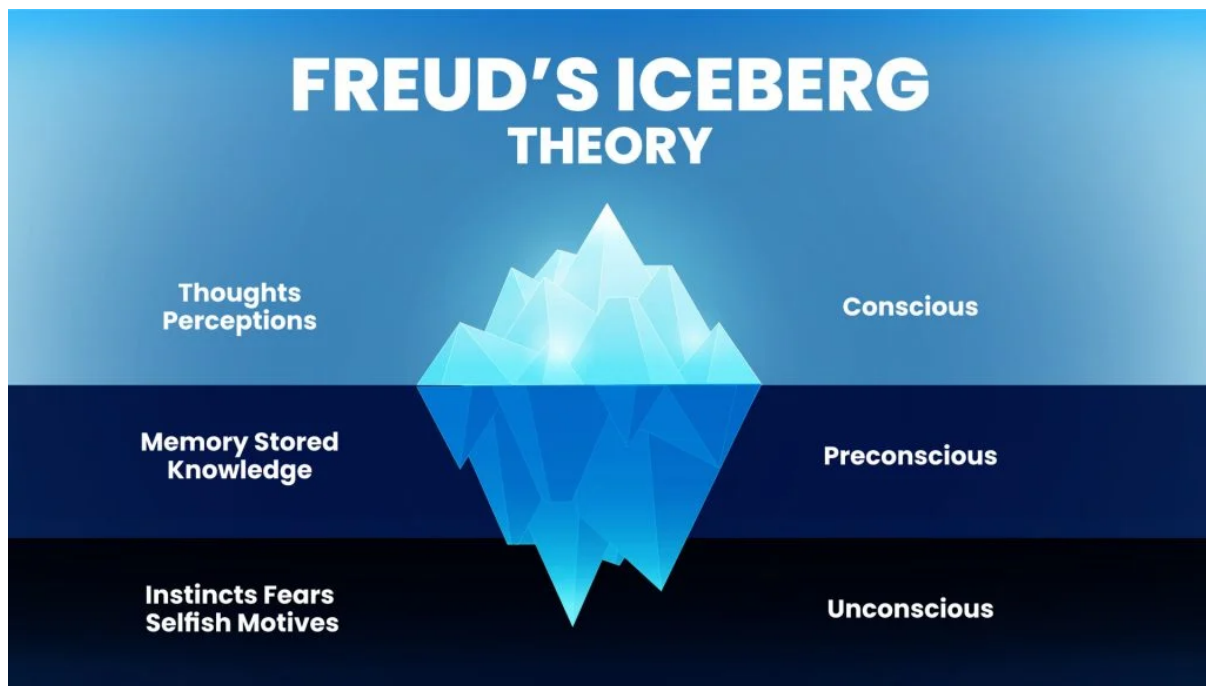 FREUD’S ICEBERG
THEORY
Thoughts
Perceptions
Conscious
Memory Stored
Knowledge
Preconscious
Instincts Fears
Selfish Motives
Unconscious